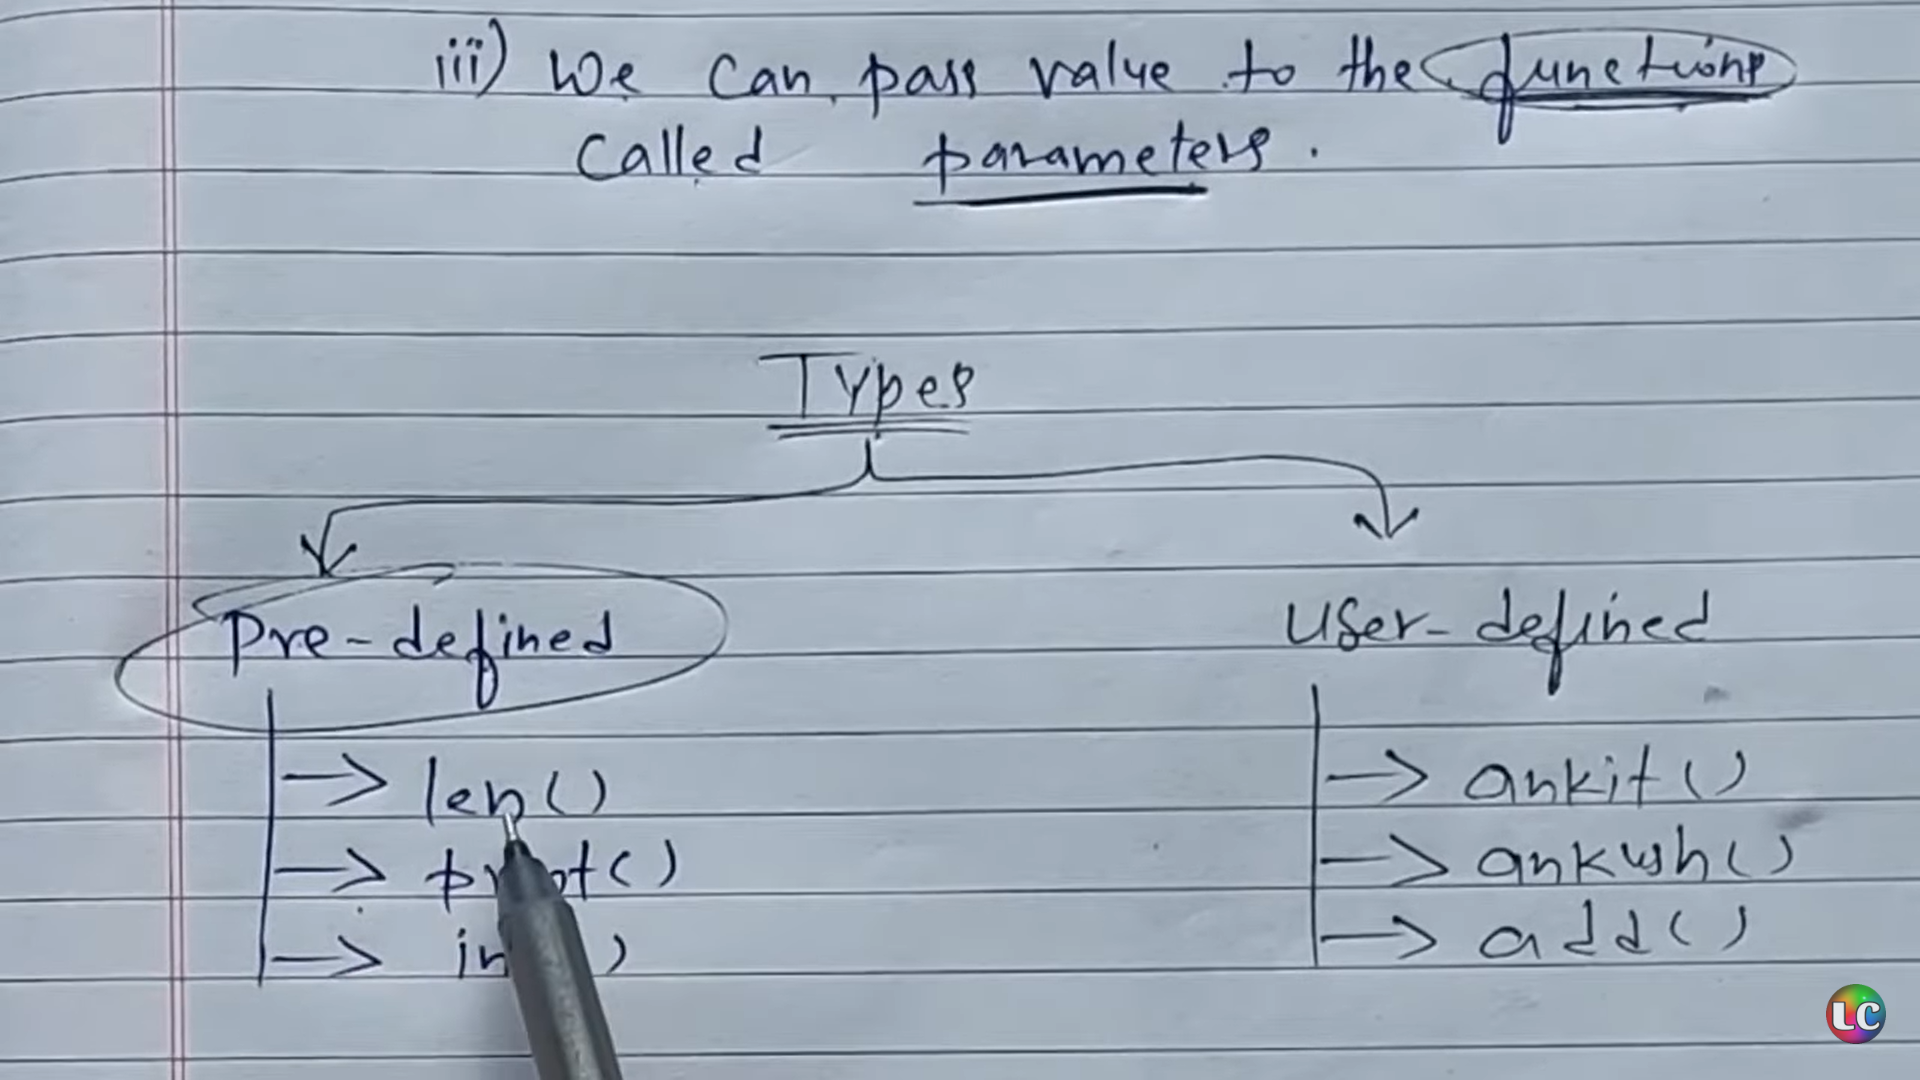 iii) We can pass value to the functions
called parameters.
Types
Pre-defined
User-defined
→ len()
→ ankit()
→ ankush()
→ add()
LC